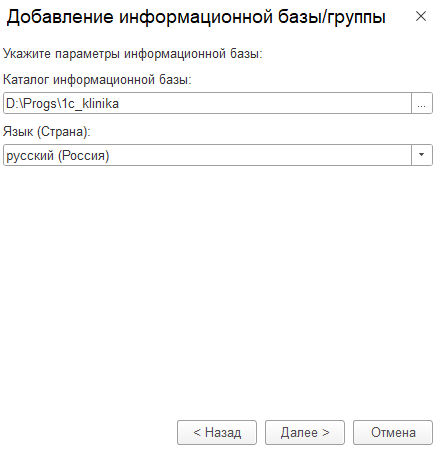 Добавление информационной базы/группы
Укажите параметры информационной базы:
Каталог информационной базы:
D:\Progs\1c_klinika
...
Язык (Страна):
русский (Россия)
< Назад
Далее >
Отмена